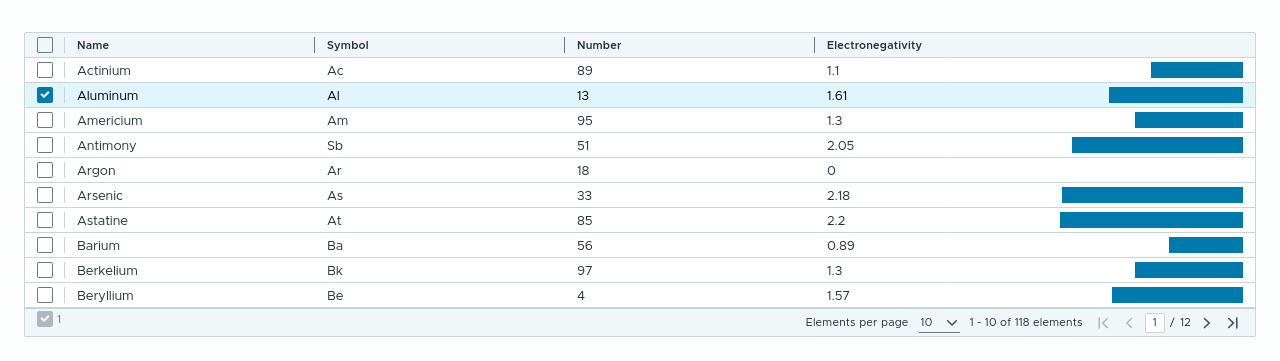 Name Symbol Number Electronegativity
Actinium Ac 89 1.1
Aluminum Al 13 1.61
Americium Am 95 1.3
Antimony Sb 51 2.05
Argon Ar 18 0
Arsenic As 33 2.18
Astatine At 85 2.2
Barium Ba 56 0.89
Berkelium Bk 97 1.3
Beryllium Be 4 1.57
1 Elements per page 10 1 - 10 of 118 elements 1 / 12